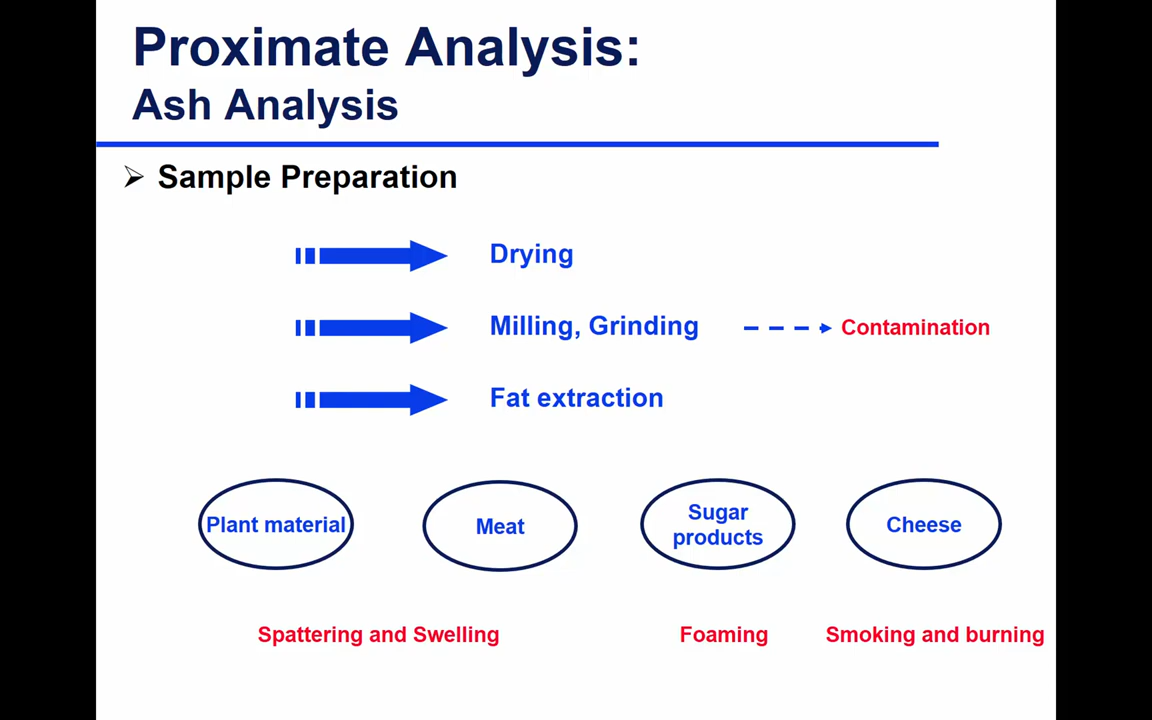 Proximate Analysis:
Ash Analysis
Sample Preparation
Drying
Milling, Grinding
Contamination
Fat extraction
Plant material
Meat
Sugar
products
Cheese
Spattering and Swelling
Foaming
Smoking and burning